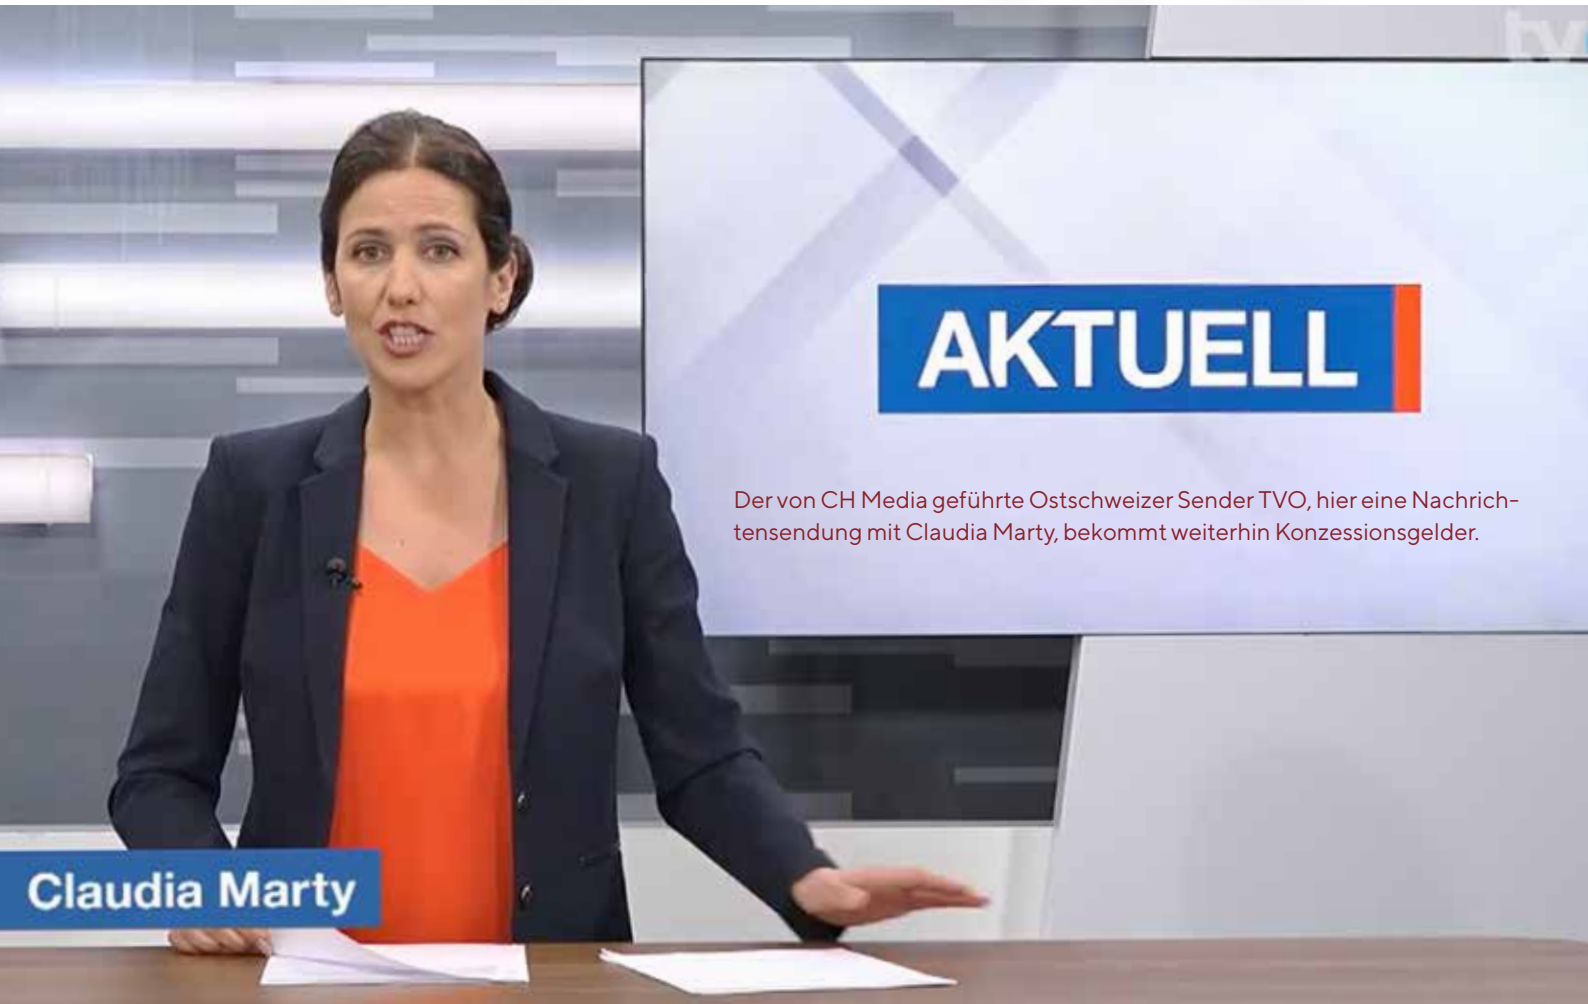 tv
AKTUELL
Der von CH Media geführte Ostschweizer Sender TVO, hier eine Nachrich-
tensendung mit Claudia Marty, bekommt weiterhin Konzessionsgelder.
Claudia Marty